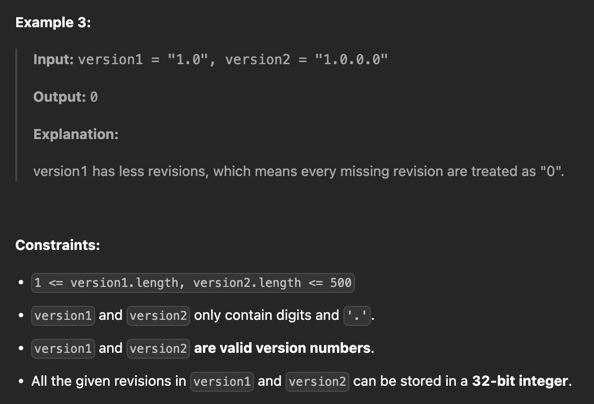 Example 3:
Input: version1 = "1.0", version2 = "1.0.0.0"
Output: 0
Explanation:
version1 has less revisions, which means every missing revision are treated as "0".
Constraints:
• 1 <= version1.length, version2.length <= 500
• version1 and version2 only contain digits and '.'.
• version1 and version2 are valid version numbers.
• All the given revisions in version1 and version2 can be stored in a 32-bit integer.